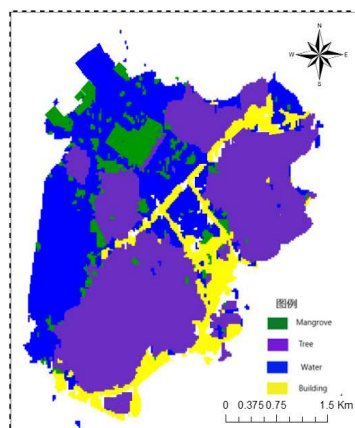 N
W E
S
图例
Mangrove
Tree
Water
Building
0 0.375 0.75 1.5 Km